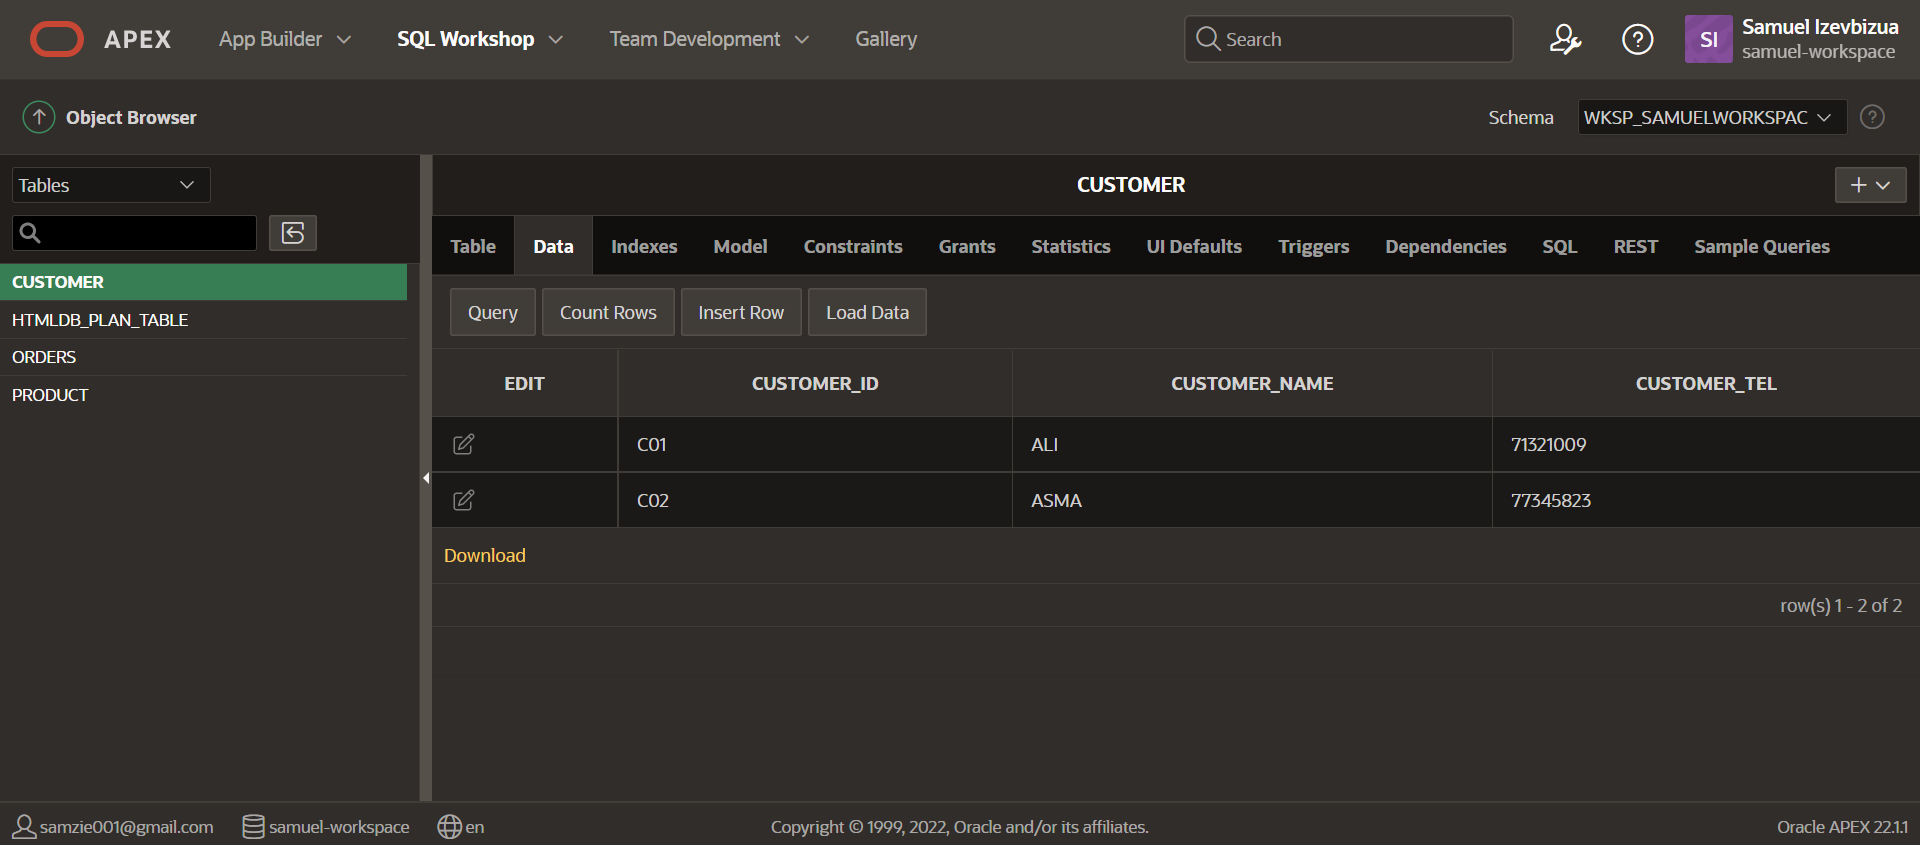 APEX App Builder SQL Workshop Team Development Gallery Search ? SI Samuel Izevbizua
samuel-workspace
Object Browser Schema WKSP_SAMUELWORKSPAC ?
Tables CUSTOMER +
Table Data Indexes Model Constraints Grants Statistics UI Defaults Triggers Dependencies SQL REST Sample Queries
CUSTOMER
HTMLDB_PLAN_TABLE
ORDERS
PRODUCT
Query Count Rows Insert Row Load Data
EDIT CUSTOMER_ID CUSTOMER_NAME CUSTOMER_TEL
C01 ALI 71321009
C02 ASMA 77345823
Download
row(s) 1 - 2 of 2
samzie001@gmail.com samuel-workspace en Copyright © 1999, 2022, Oracle and/or its affiliates. Oracle APEX 22.1.1